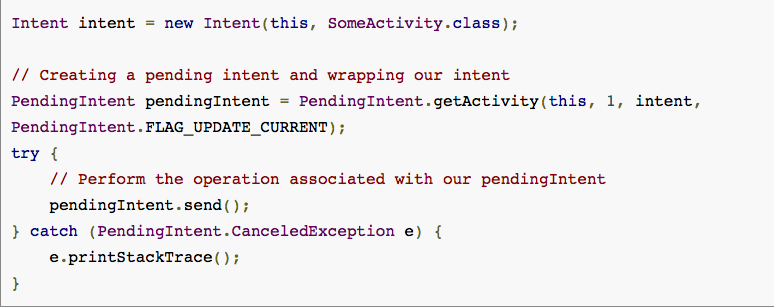 Intent intent = new Intent(this, SomeActivity.class);
// Creating a pending intent and wrapping our intent
PendingIntent pendingIntent = PendingIntent.getActivity(this, 1, intent,
PendingIntent.FLAG_UPDATE_CURRENT);
try {
    // Perform the operation associated with our pendingIntent
    pendingIntent.send();
} catch (PendingIntent.CanceledException e) {
    e.printStackTrace();
}